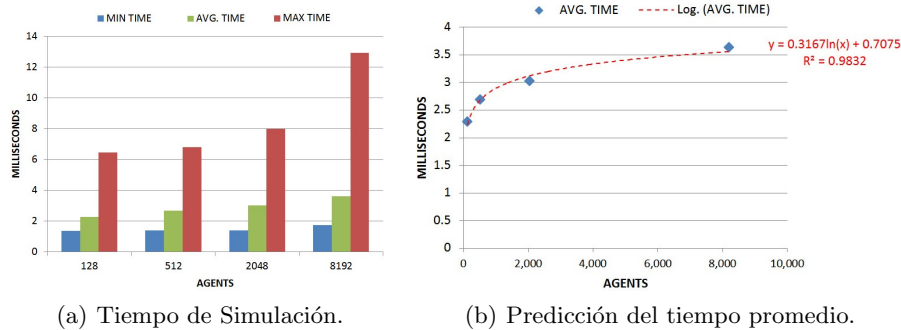 MIN TIME AVG. TIME MAX TIME
14
12
10
8
6
4
2
0
MILLISECONDS
128 512 2048 8192
AGENTS
(a) Tiempo de Simulación.
AVG. TIME Log. (AVG. TIME)
y = 0.3167ln(x) + 0.7075
R² = 0.9832
4
3.5
3
2.5
2
1.5
1
0.5
0
MILLISECONDS
0 2,000 4,000 6,000 8,000 10,000
AGENTS
(b) Predicción del tiempo promedio.